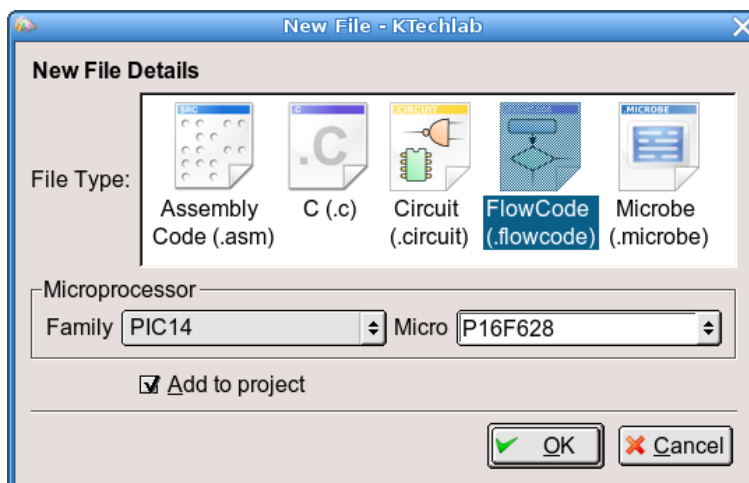 New File - KTechlab
New File Details
File Type:
SRC
.C
.CIRCUIT
.MICROBE
.C
Assembly Code (.asm)
C (.c)
Circuit (.circuit)
FlowCode (.flowcode)
Microbe (.microbe)
Microprocessor
Family PIC14 Micro P16F628
Add to project
OK Cancel